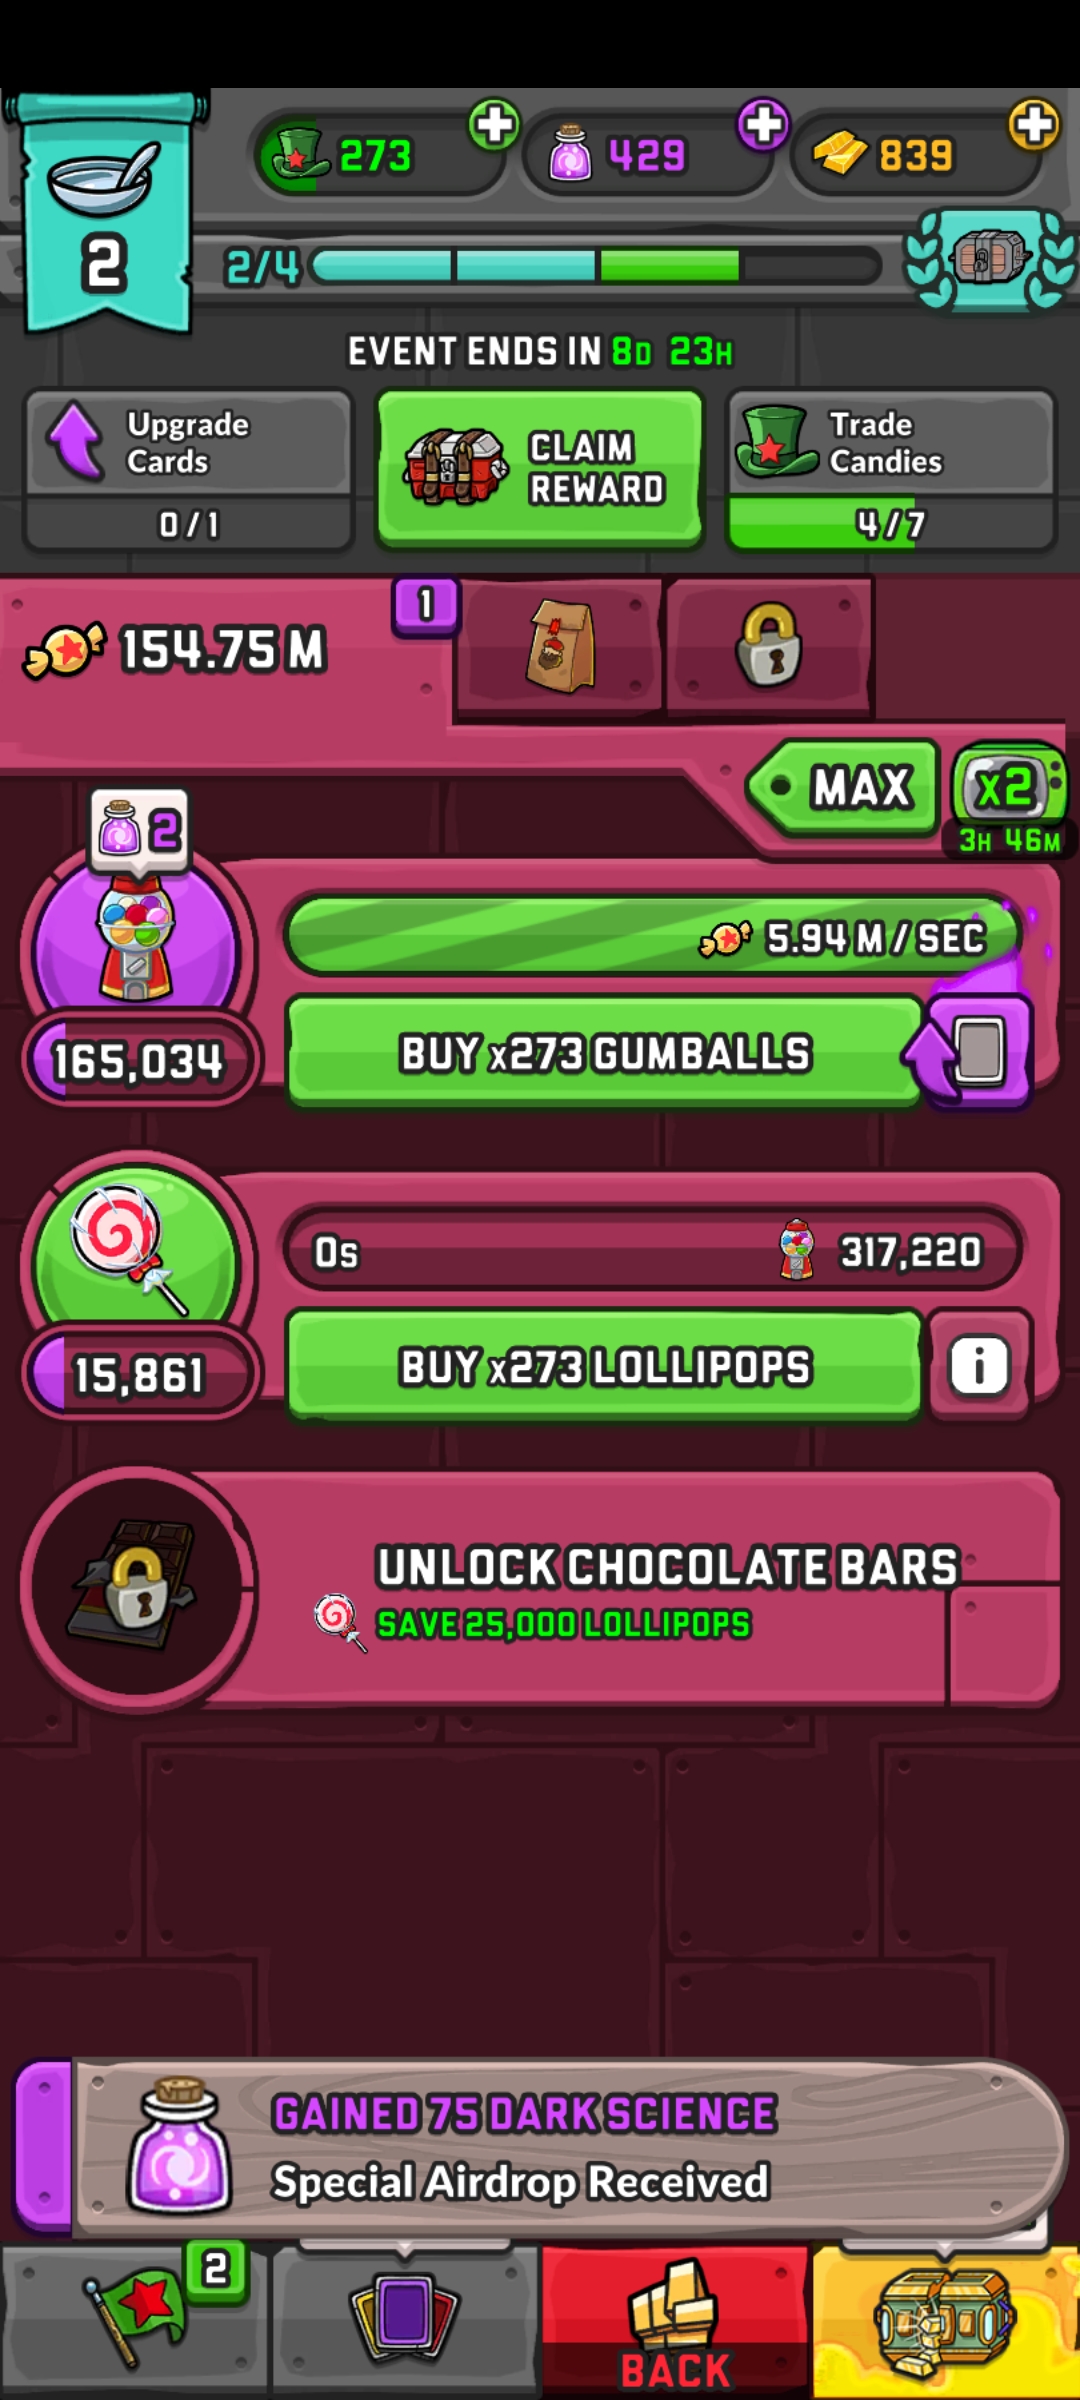 273
429
839
2
2/4
EVENT ENDS IN 8D 23H
Upgrade
Cards
0/1
CLAIM
REWARD
Trade
Candies
4/7
154.75 M
1
MAX
x2
3H 46M
2
5.94 M / SEC
165,034
BUY x273 GUMBALLS
0s
317,220
15,861
BUY x273 LOLLIPOPS
i
UNLOCK CHOCOLATE BARS
SAVE 25,000 LOLLIPOPS
GAINED 75 DARK SCIENCE
Special Airdrop Received
2
BACK